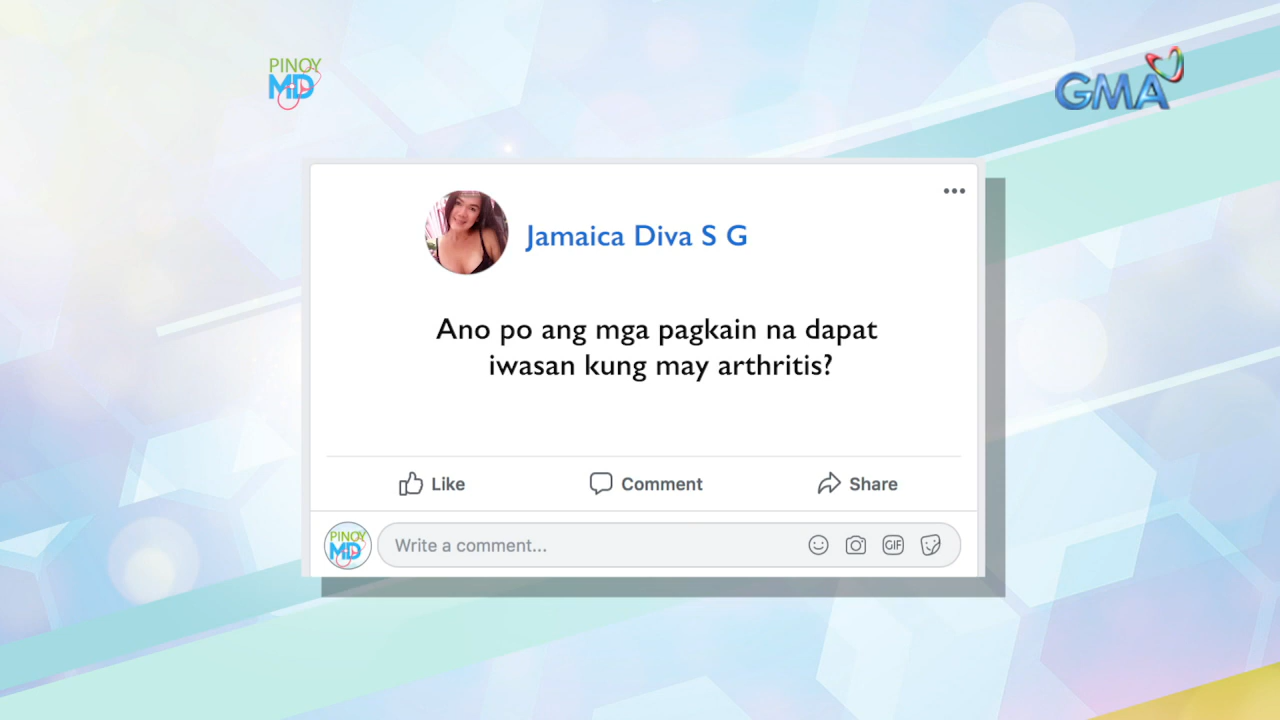 PINOY
MD
GMA
Jamaica Diva S G
Ano po ang mga pagkain na dapat
iwasan kung may arthritis?
Like
Comment
Share
PINOY
MD
Write a comment...
GIF